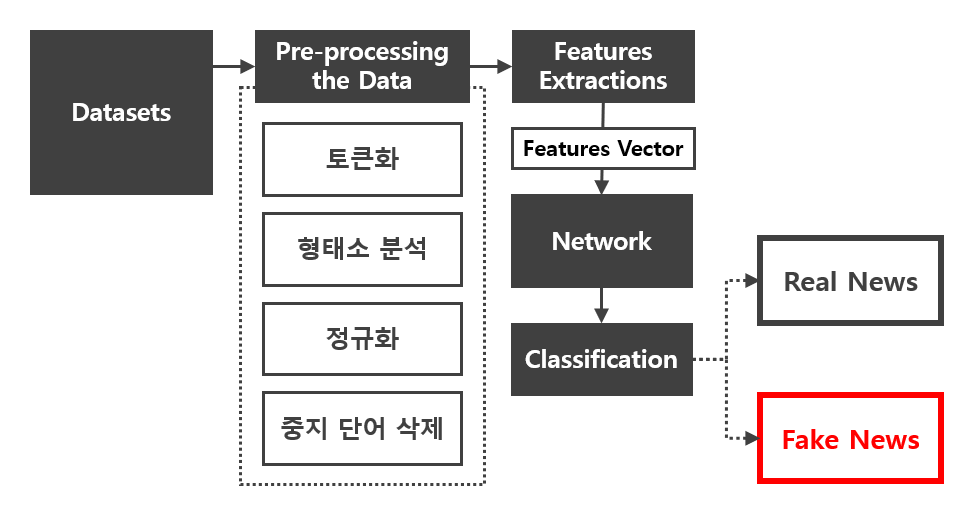 Datasets
Pre-processing
the Data
토큰화
형태소 분석
정규화
중지 단어 삭제
Features
Extractions
Features Vector
Network
Classification
Real News
Fake News